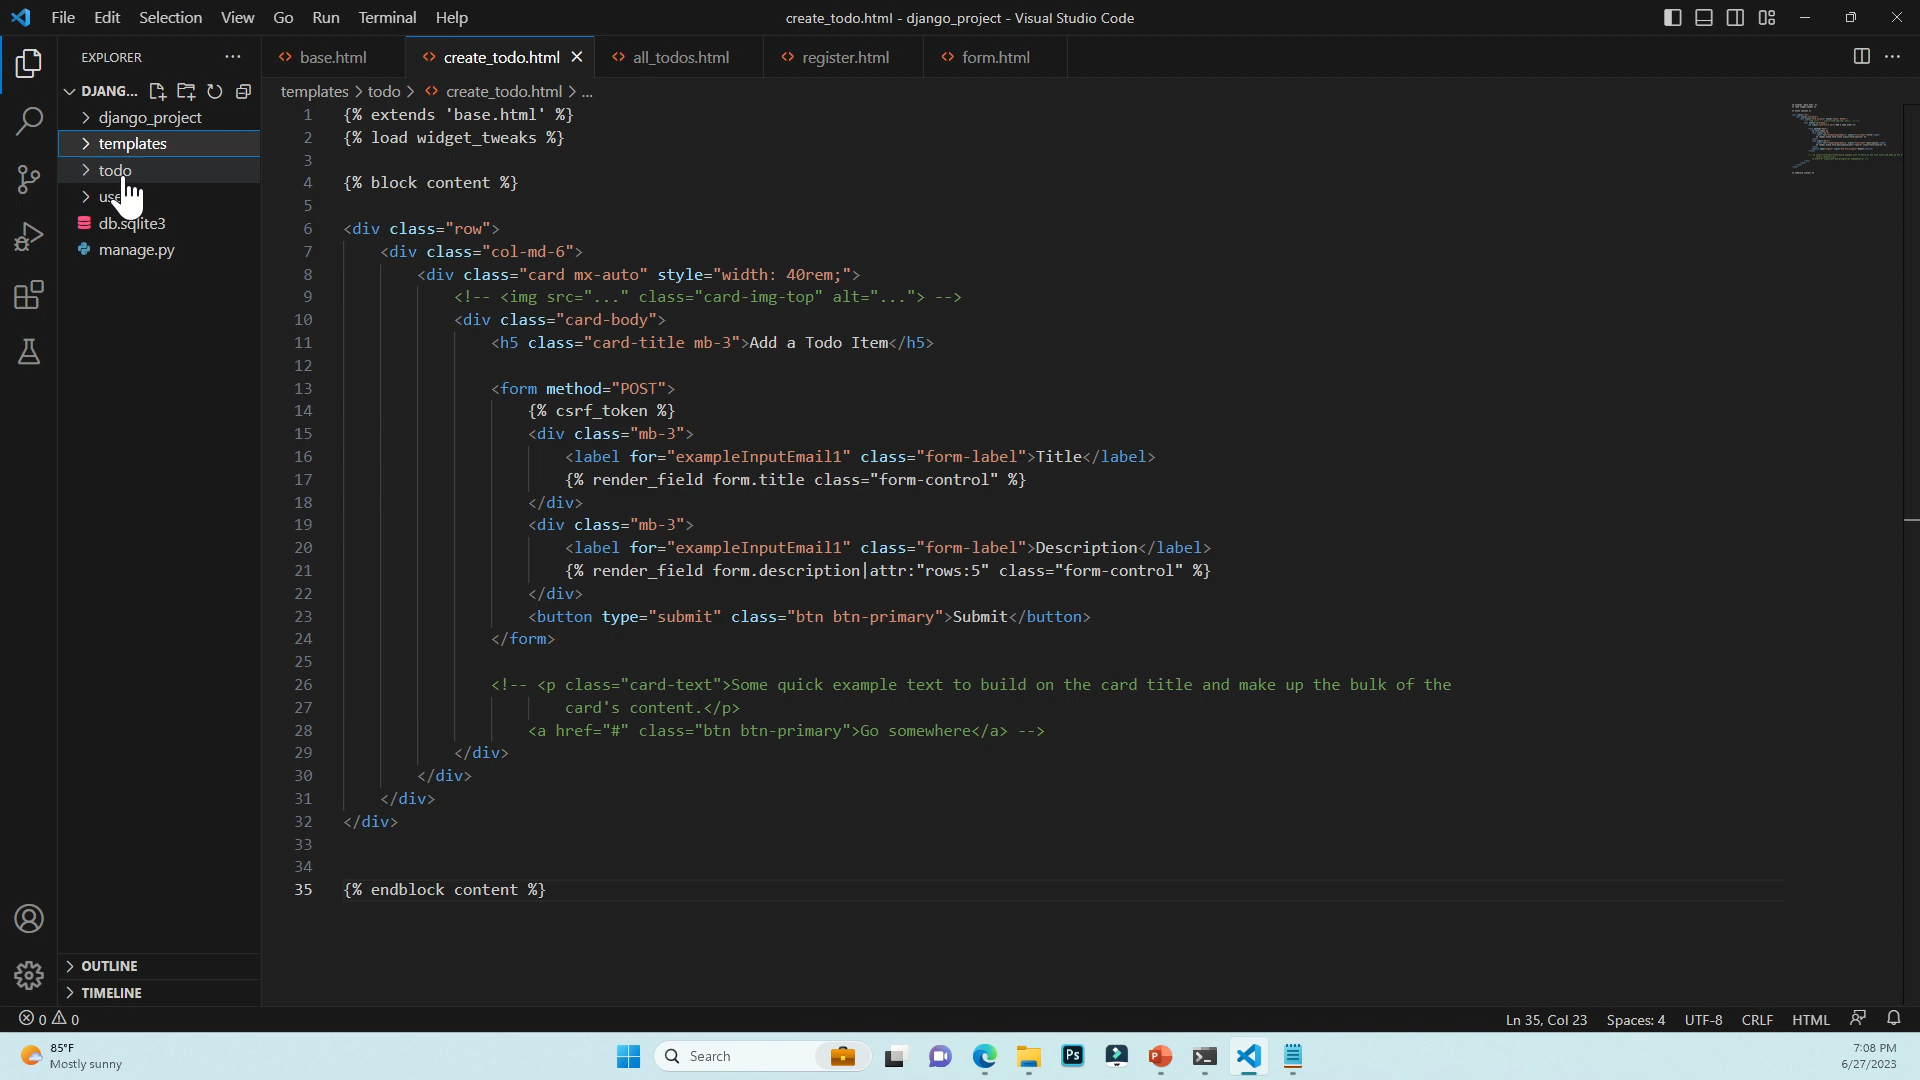 File Edit Selection View Go Run Terminal Help
create_todo.html - django_project - Visual Studio Code
EXPLORER
base.html
create_todo.html
all_todos.html
register.html
form.html
DJANG...
templates > todo > create_todo.html > ...
django_project
templates
todo
db.sqlite3
manage.py
1 {% extends 'base.html' %}
2 {% load widget_tweaks %}
3
4 {% block content %}
5
6 <div class="row">
7 <div class="col-md-6">
8 <div class="card mx-auto" style="width: 40rem;">
9 <!-- <img src="..." class="card-img-top" alt="..."> -->
10 <div class="card-body">
11 <h5 class="card-title mb-3">Add a Todo Item</h5>
12
13 <form method="POST">
14 {% csrf_token %}
15 <div class="mb-3">
16 <label for="exampleInputEmail1" class="form-label">Title</label>
17 {% render_field form.title class="form-control" %}
18 </div>
19 <div class="mb-3">
20 <label for="exampleInputEmail1" class="form-label">Description</label>
21 {% render_field form.description|attr:"rows:5" class="form-control" %}
22 </div>
23 <button type="submit" class="btn btn-primary">Submit</button>
24 </form>
25
26 <!-- <p class="card-text">Some quick example text to build on the card title and make up the bulk of the
27 card's content.</p>
28 <a href="#" class="btn btn-primary">Go somewhere</a> -->
29 </div>
30 </div>
31 </div>
32 </div>
33
34
35 {% endblock content %}
OUTLINE
TIMELINE
0 0
Ln 35, Col 23 Spaces: 4 UTF-8 CRLF HTML
85°F
Mostly sunny
Search
Ps
7:08 PM
6/27/2023